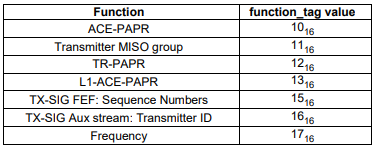 Function function_tag value
ACE-PAPR 10₁₆
Transmitter MISO group 11₁₆
TR-PAPR 12₁₆
L1-ACE-PAPR 13₁₆
TX-SIG FEF: Sequence Numbers 15₁₆
TX-SIG Aux stream: Transmitter ID 16₁₆
Frequency 17₁₆